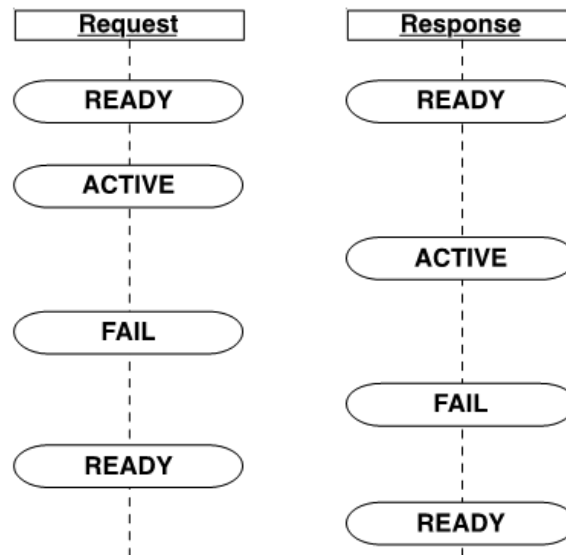 Request Response
READY READY
ACTIVE
ACTIVE
FAIL
FAIL
READY
READY